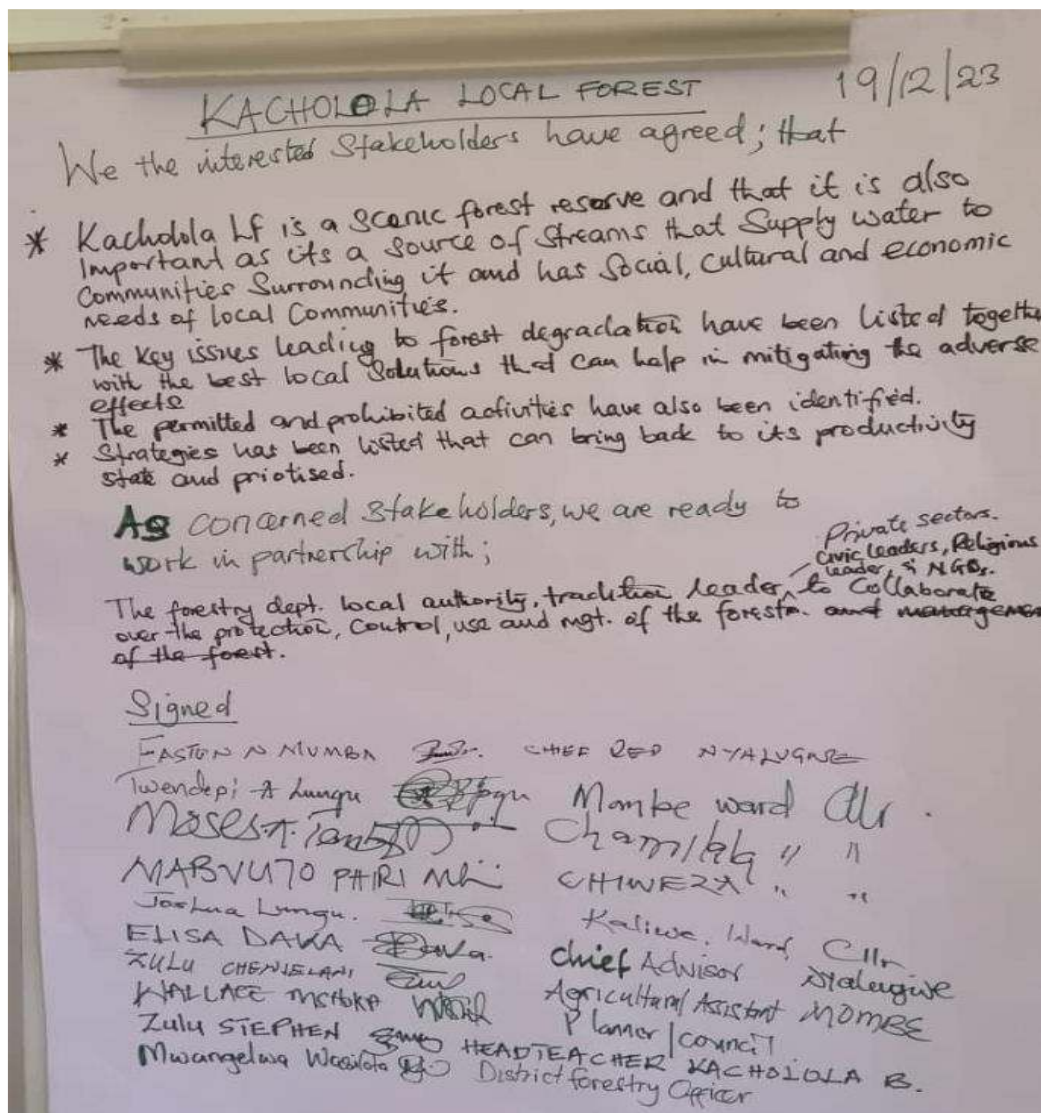 KACHOLOLA LOCAL FOREST 19/12/23
We the interested Stakeholders have agreed; that
* Kacholola LF is a scenic forest reserve and that it is also
Important as its a source of streams that Supply water to
Communities Surrounding it and has Social, Cultural and economic
needs of local Communities.
* The key issues leading to forest degradation have been listed togethe
with the best local Solutions that can help in mitigating the adverse
effects
* The permitted and prohibited activities have also been identified.
* Strategies has been listed that can bring back to its productivity
state and priotised.
As concerned Stakeholders, we are ready to
work in partnership with;
Private sectors.
Civic leaders, Religious
leader, & NGOs.
The forestry dept. local authority, tradition leader, to Collaborate
over the protection, Control, use and mgt. of the forest. and managemen
of the forest.
Signed
EASTON N MUMBA CHIEF REP NYALUGWE
Twendepi A Lungu Mombe ward Cllr.
Moses Chamilala " "
MABVUTO PHIRI CHIWEZA " "
Joshua Lungu. Kaliwe. Ward Cllr
ELISA DAKA Chief Advisor Nyalugwe
ZULU Agricultural Assistant MOMBE
WALLACE MSHOKA Planner/council
Zulu STEPHEN HEADTEACHER KACHOLOLA B.
Mwangelwa District Forestry Officer